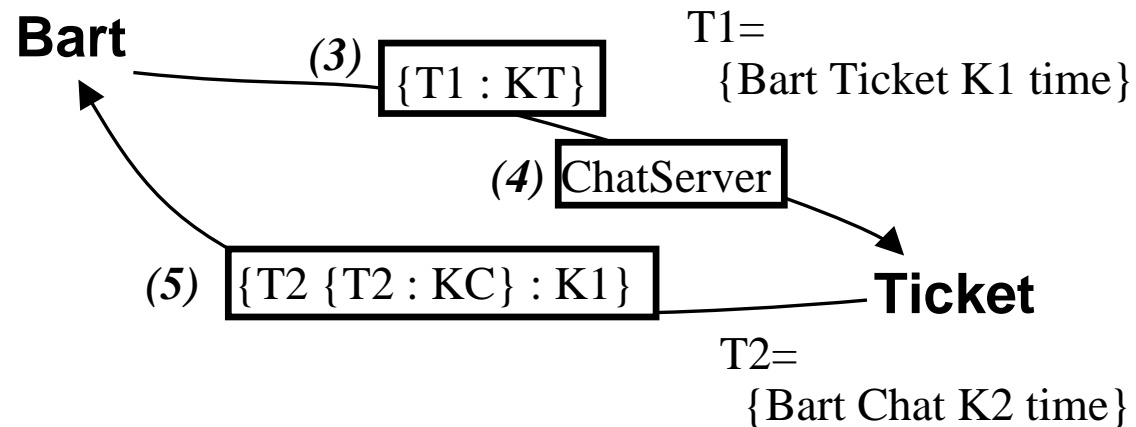 Bart
(3)
{T1 : KT}
T1=
{Bart Ticket K1 time}
(4)
ChatServer
(5)
{T2 {T2 : KC} : K1}
Ticket
T2=
{Bart Chat K2 time}